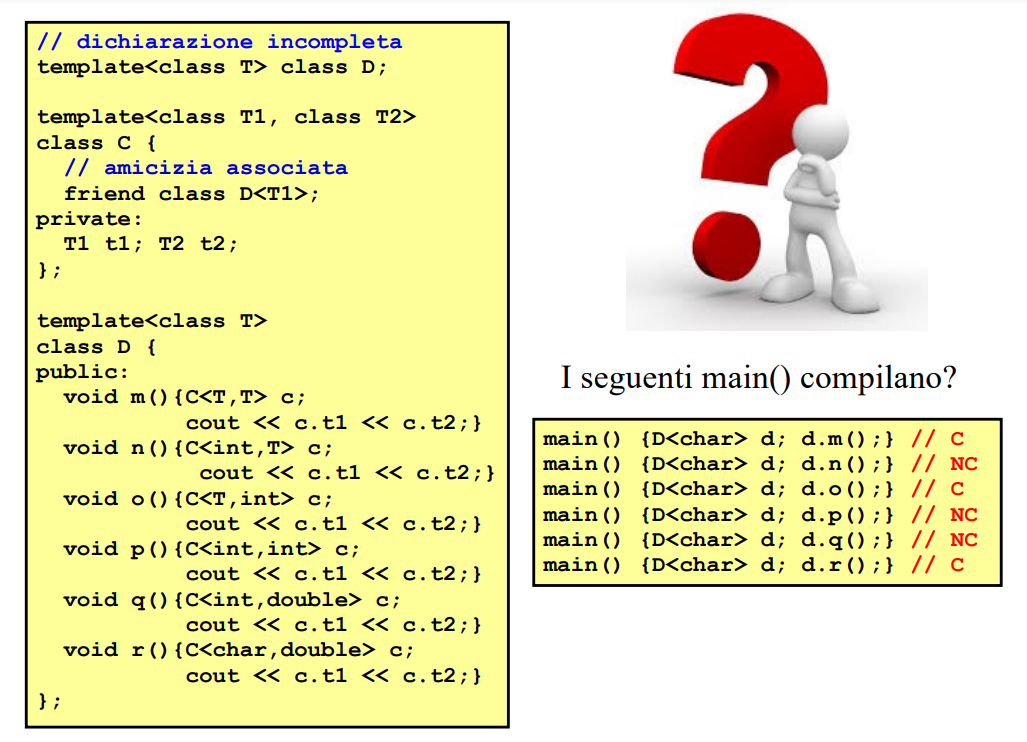 // dichiarazione incompleta
template<class T> class D;
template<class T1, class T2>
class C {
// amicizia associata
friend class D<T1>;
private:
T1 t1; T2 t2;
};
template<class T>
class D {
public:
void m(){C<T,T> c;
cout << c.t1 << c.t2;}
void n(){C<int,T> c;
cout << c.t1 << c.t2;}
void o(){C<T,int> c;
cout << c.t1 << c.t2;}
void p(){C<int,int> c;
cout << c.t1 << c.t2;}
void q(){C<int,double> c;
cout << c.t1 << c.t2;}
void r(){C<char,double> c;
cout << c.t1 << c.t2;}
};
I seguenti main() compilano?
main() {D<char> d; d.m();} // C
main() {D<char> d; d.n();} // NC
main() {D<char> d; d.o();} // C
main() {D<char> d; d.p();} // NC
main() {D<char> d; d.q();} // NC
main() {D<char> d; d.r();} // C